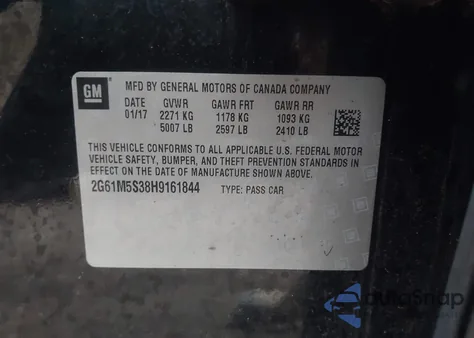 GM
MFD BY GENERAL MOTORS OF CANADA COMPANY
DATE GVWR GAWR FRT GAWR RR
01/17 2271 KG 1178 KG 1093 KG
5007 LB 2597 LB 2410 LB
THIS VEHICLE CONFORMS TO ALL APPLICABLE U.S. FEDERAL MOTOR
VEHICLE SAFETY, BUMPER, AND THEFT PREVENTION STANDARDS IN
EFFECT ON THE DATE OF MANUFACTURE SHOWN ABOVE.
2G61M5S38H9161844 TYPE: PASS CAR
autoSnap